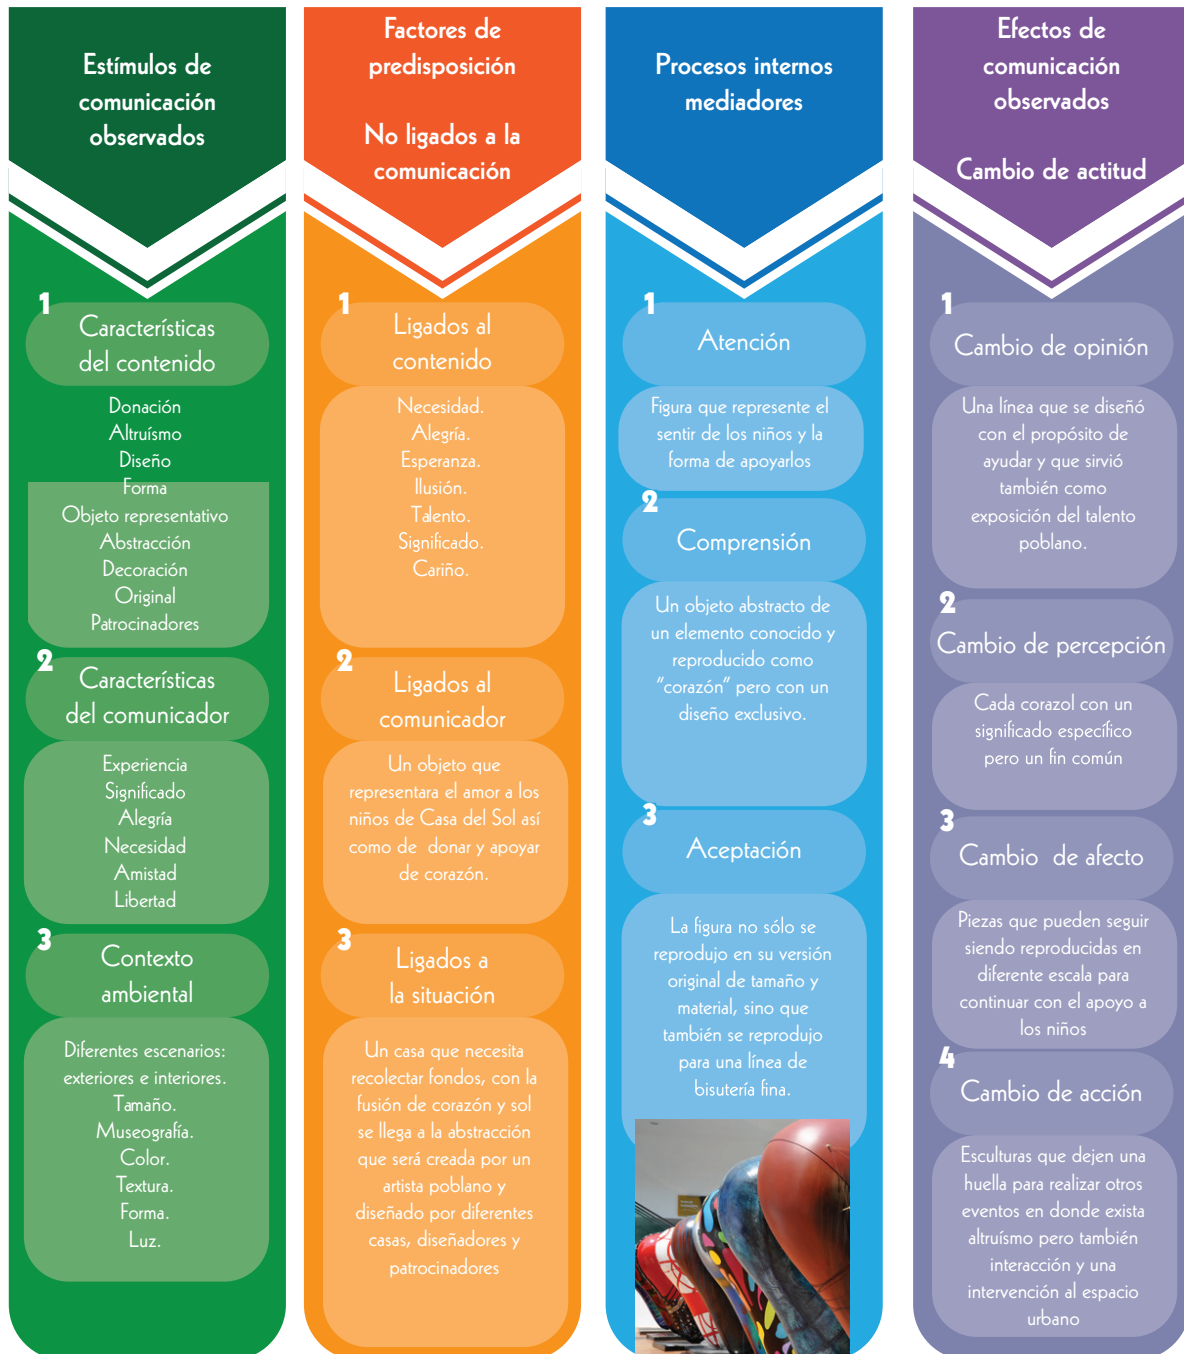 Estímulos de
comunicación
observados
1
Características
del contenido
Donación
Altruísmo
Diseño
Forma
Objeto representativo
Abstracción
Decoración
Original
Patrocinadores
2
Características
del comunicador
Experiencia
Significado
Alegría
Necesidad
Amistad
Libertad
3
Contexto
ambiental
Diferentes escenarios:
exteriores e interiores.
Tamaño.
Museografía.
Color.
Textura.
Forma.
Luz.
Factores de
predisposición
No ligados a la
comunicación
1
Ligados al
contenido
Necesidad.
Alegría.
Esperanza.
Ilusión.
Talento.
Significado.
Cariño.
2
Ligados al
comunicador
Un objeto que
representara el amor a los
niños de Casa del Sol así
como de donar y apoyar
de corazón.
3
Ligados a
la situación
Un casa que necesita
recolectar fondos, con la
fusión de corazón y sol
se llega a la abstracción
que será creada por un
artista poblano y
diseñado por diferentes
casas, diseñadores y
patrocinadores
Procesos internos
mediadores
1
Atención
Figura que represente el
sentir de los niños y la
forma de apoyarlos
2
Comprensión
Un objeto abstracto de
un elemento conocido y
reproducido como
"corazón" pero con un
diseño exclusivo.
3
Aceptación
La figura no sólo se
reprodujo en su versión
original de tamaño y
material, sino que
también se reprodujo
para una línea de
bisutería fina.
Efectos de
comunicación
observados
Cambio de actitud
1
Cambio de opinión
Una línea que se diseñó
con el propósito de
ayudar y que sirvió
también como
exposición del talento
poblano.
2
Cambio de percepción
Cada corazol con un
significado específico
pero un fin común
3
Cambio de afecto
Piezas que pueden seguir
siendo reproducidas en
diferente escala para
continuar con el apoyo a
los niños
4
Cambio de acción
Esculturas que dejen una
huella para realizar otros
eventos en donde exista
altruísmo pero también
interacción y una
intervención al espacio
urbano